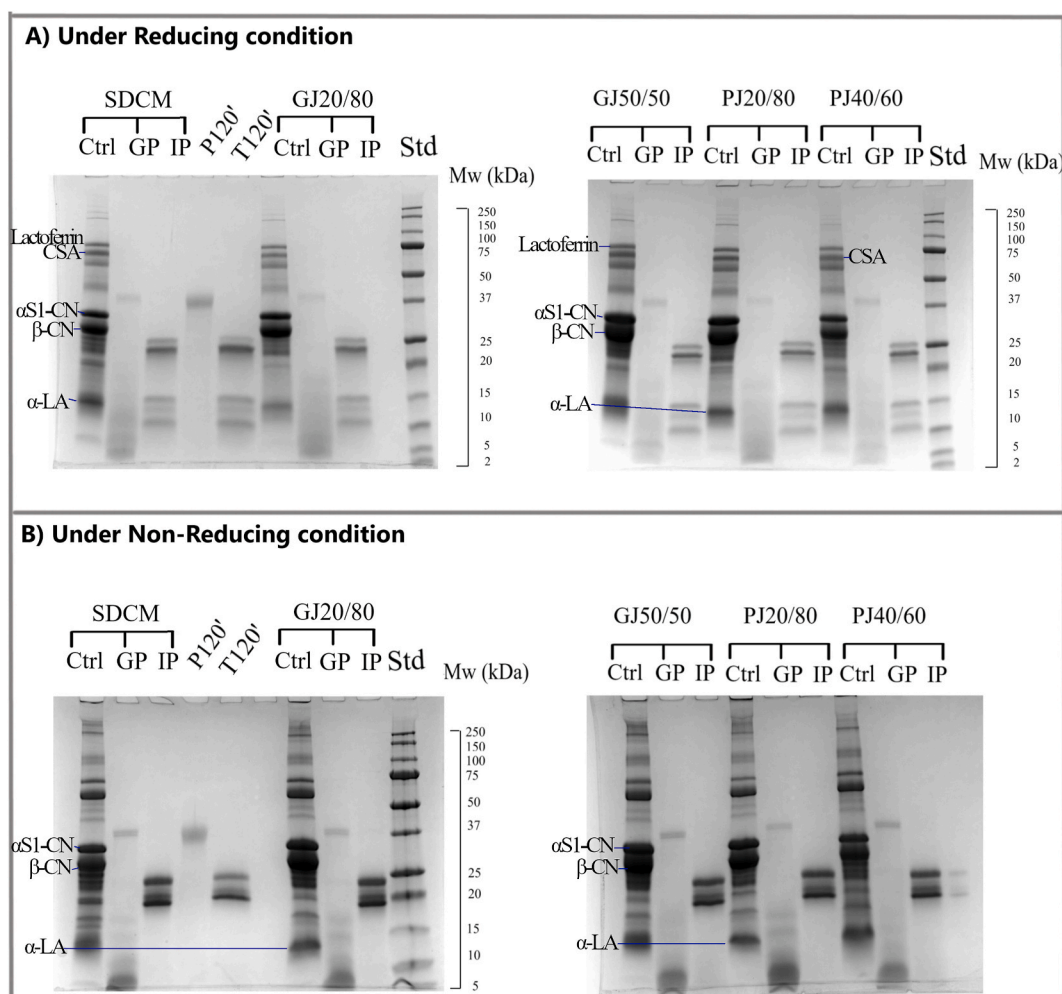 A) Under Reducing condition
SDCM P120' T120' GJ20/80
Ctrl GP IP Ctrl GP IP Std
Mw (kDa)
250
150
100
75
50
37
25
20
15
10
5
2
Lactoferrin
CSA
αS1-CN
β-CN
α-LA
GJ50/50 PJ20/80 PJ40/60
Ctrl GP IP Ctrl GP IP Ctrl GP IP Std
Mw (kDa)
250
150
100
75
50
37
25
20
15
10
5
2
Lactoferrin
CSA
αS1-CN
β-CN
α-LA
B) Under Non-Reducing condition
SDCM P120' T120' GJ20/80
Ctrl GP IP Ctrl GP IP Std
Mw (kDa)
250
150
100
75
50
37
25
20
15
10
5
αS1-CN
β-CN
α-LA
GJ50/50 PJ20/80 PJ40/60
Ctrl GP IP Ctrl GP IP Ctrl GP IP
αS1-CN
β-CN
α-LA